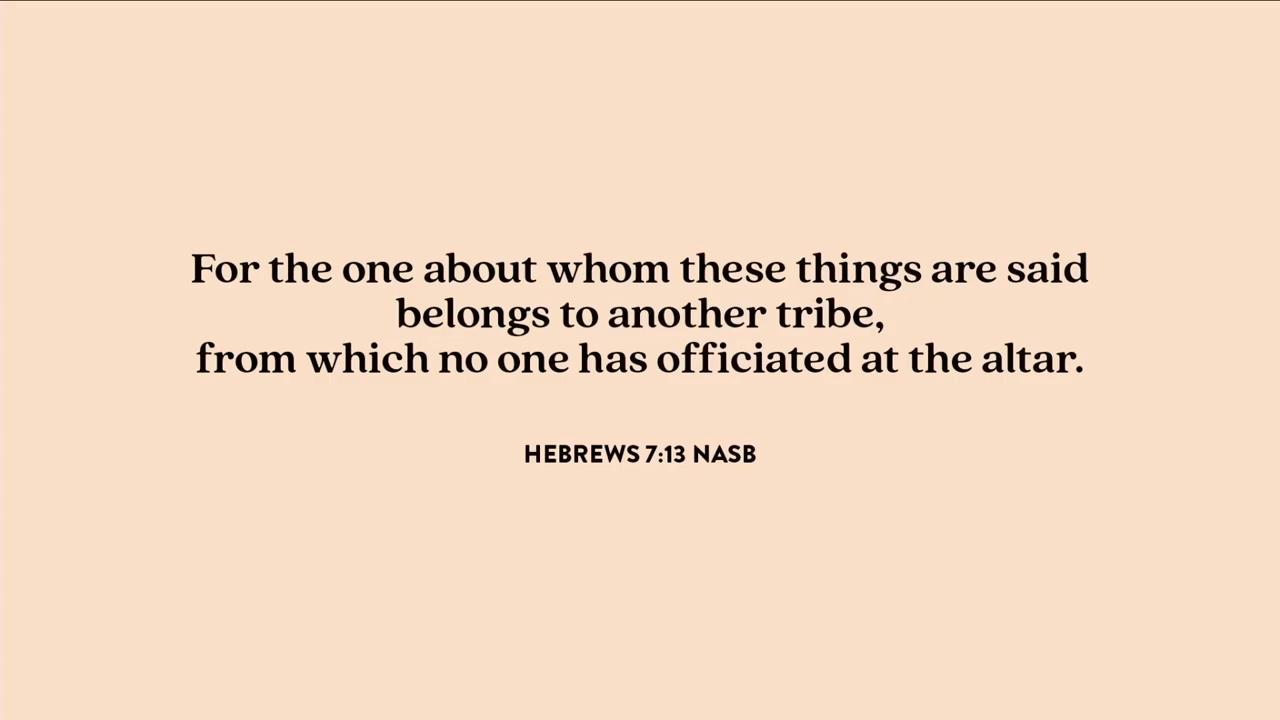 For the one about whom these things are said
belongs to another tribe,
from which no one has officiated at the altar.
HEBREWS 7:13 NASB